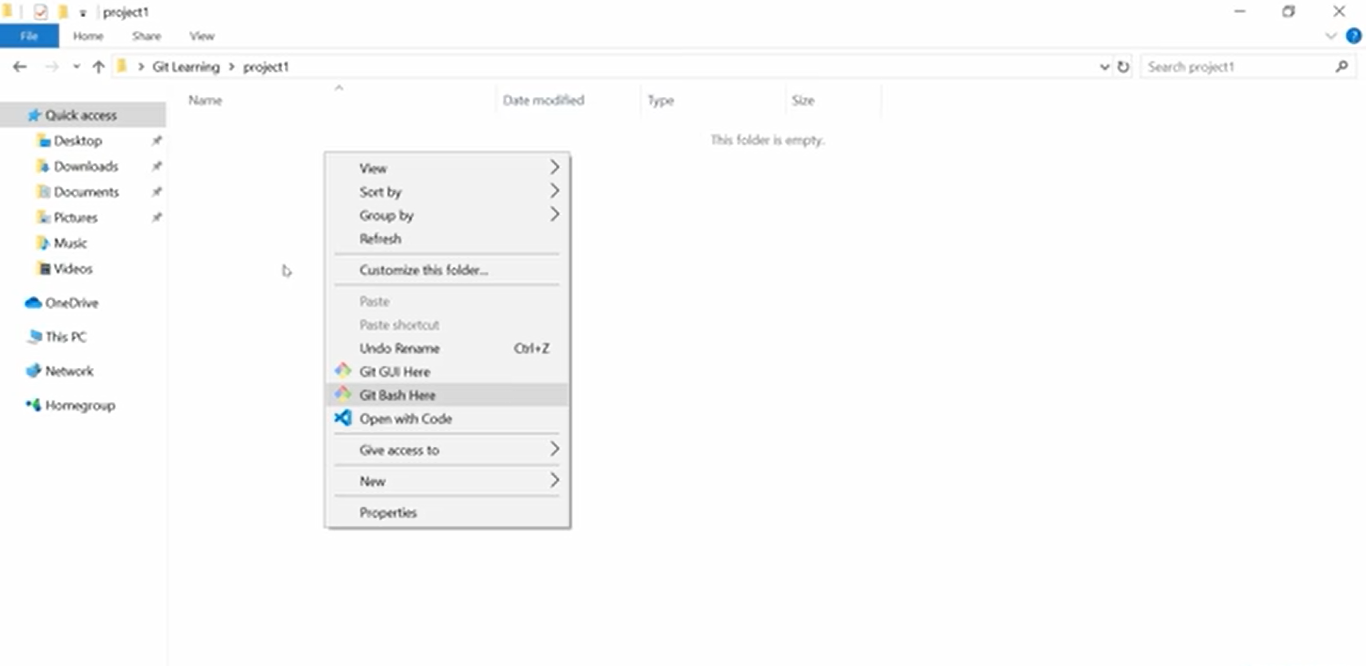 project1
File Home Share View
Git Learning project1 Search project1
Name Date modified Type Size
This folder is empty.
Quick access
Desktop
Downloads
Documents
Pictures
Music
Videos
OneDrive
This PC
Network
Homegroup
View
Sort by
Group by
Refresh
Customize this folder...
Paste
Paste shortcut
Undo Rename Ctrl+Z
Git GUI Here
Git Bash Here
Open with Code
Give access to
New
Properties